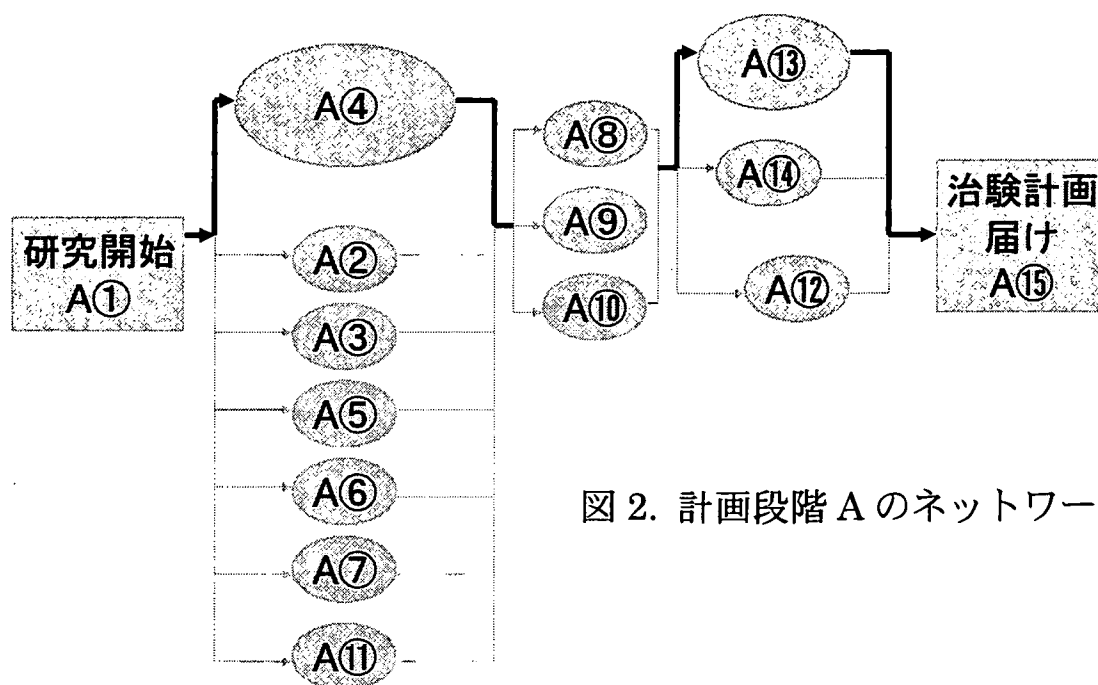 研究開始
A①
A④
A②
A③
A⑤
A⑥
A⑦
A⑪
A⑧
A⑨
A⑩
A⑬
A⑭
A⑫
治験計画
届け
A⑮
図 2. 計画段階 A のネットワー